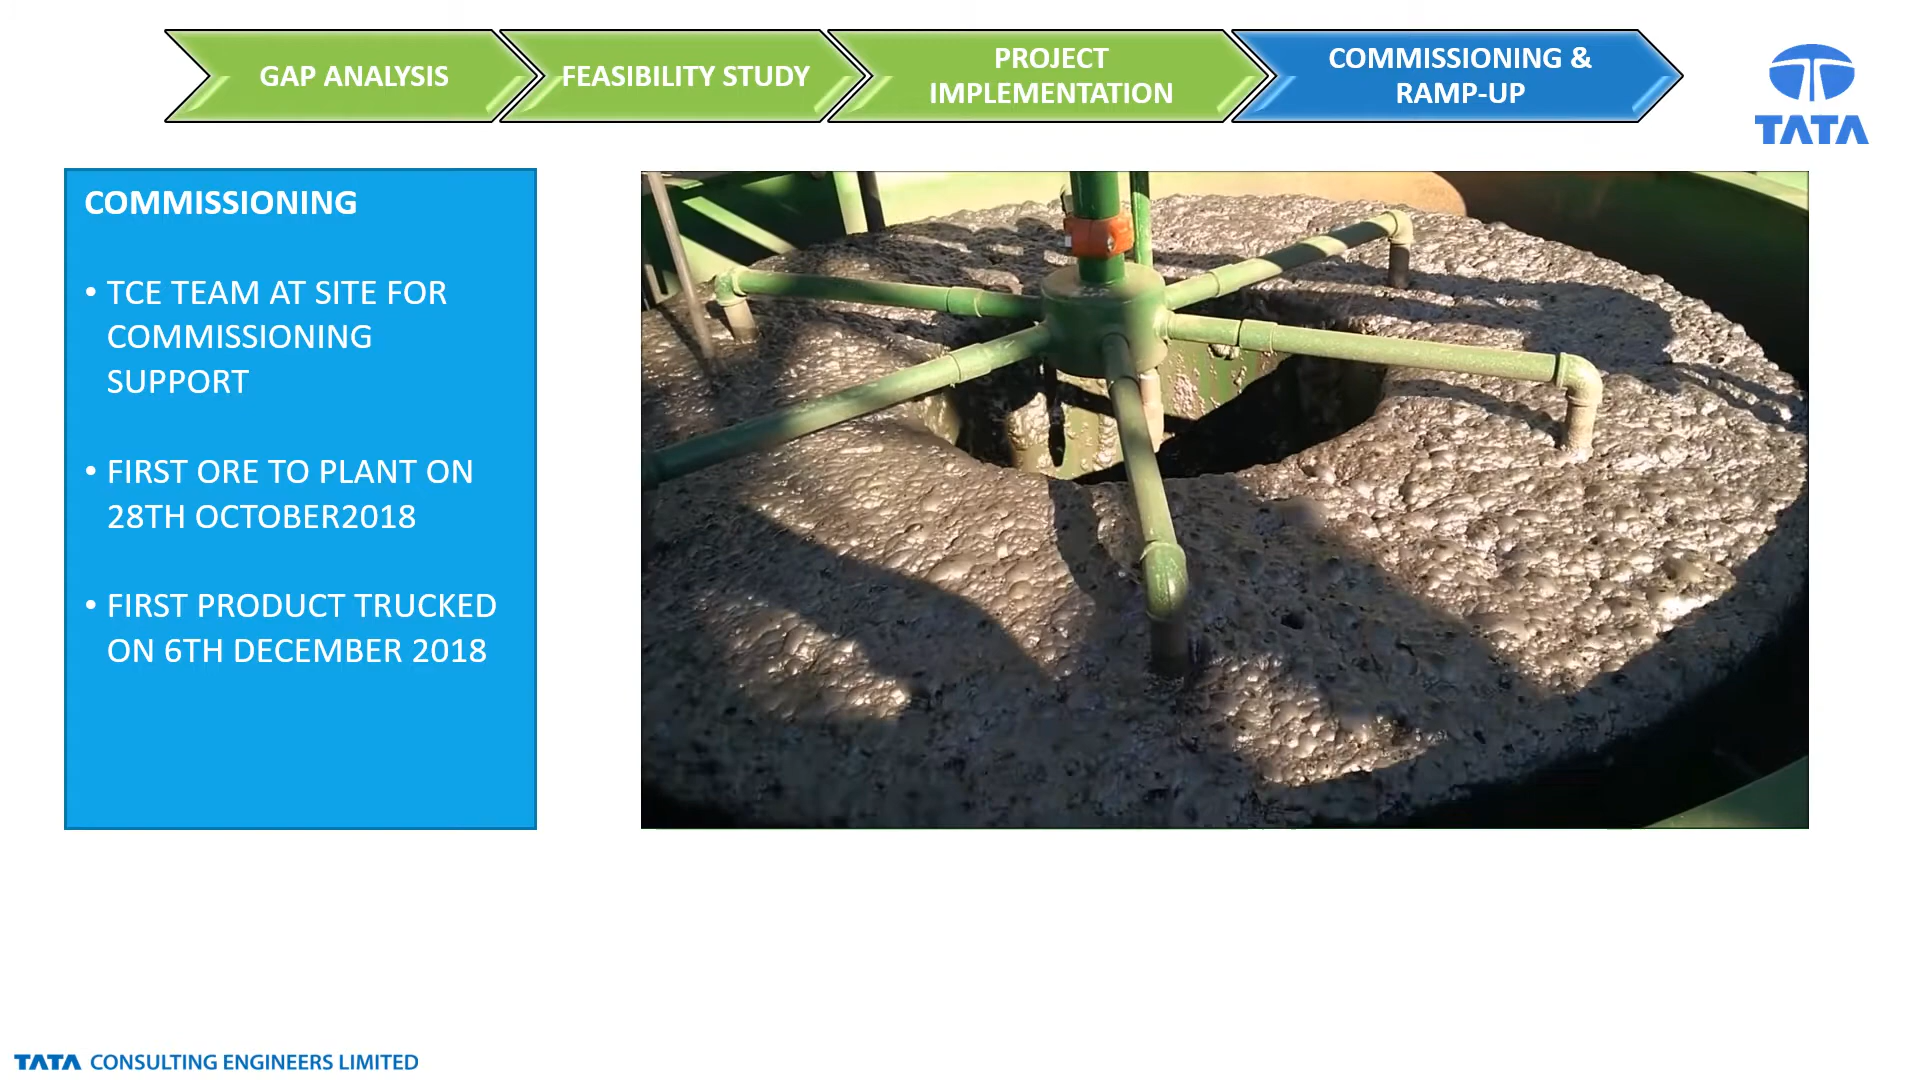 GAP ANALYSIS
FEASIBILITY STUDY
PROJECT
IMPLEMENTATION
COMMISSIONING &
RAMP-UP
TATA
COMMISSIONING
• TCE TEAM AT SITE FOR
COMMISSIONING
SUPPORT
• FIRST ORE TO PLANT ON
28TH OCTOBER2018
• FIRST PRODUCT TRUCKED
ON 6TH DECEMBER 2018
TATA CONSULTING ENGINEERS LIMITED